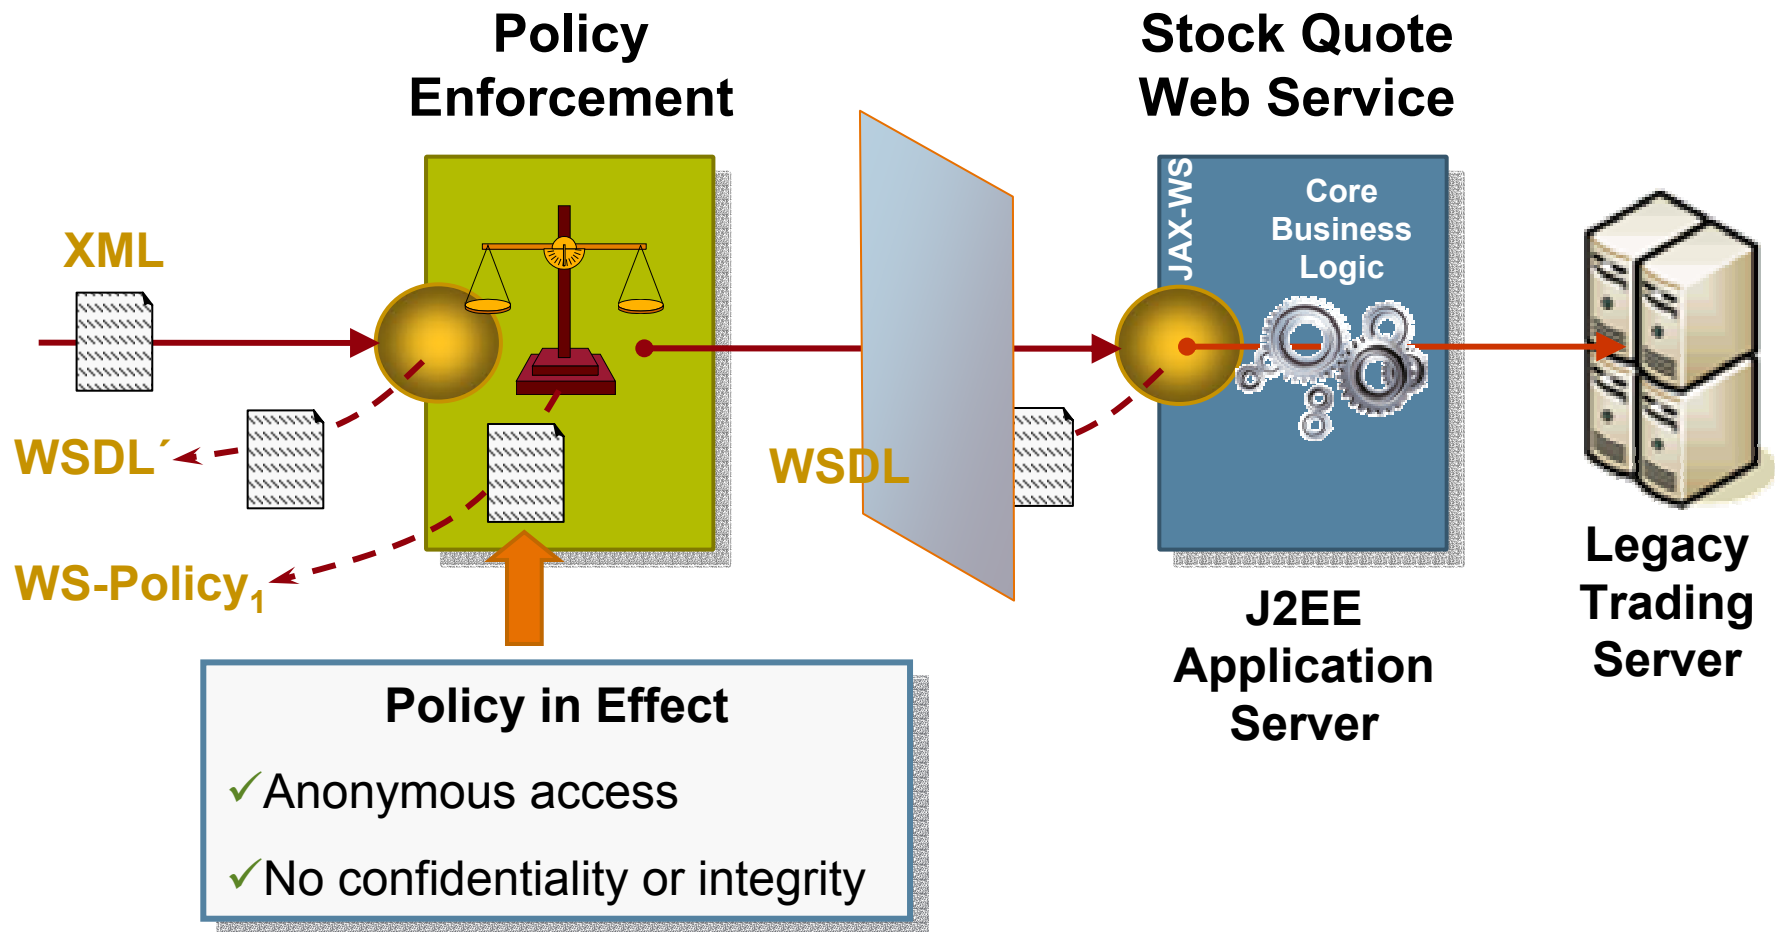 Policy
Enforcement
Stock Quote
Web Service
XML
JAX-WS
Core
Business
Logic
WSDL´
WSDL
WS-Policy1
Legacy
Trading
Server
J2EE
Application
Server
Policy in Effect
✓Anonymous access
✓No confidentiality or integrity